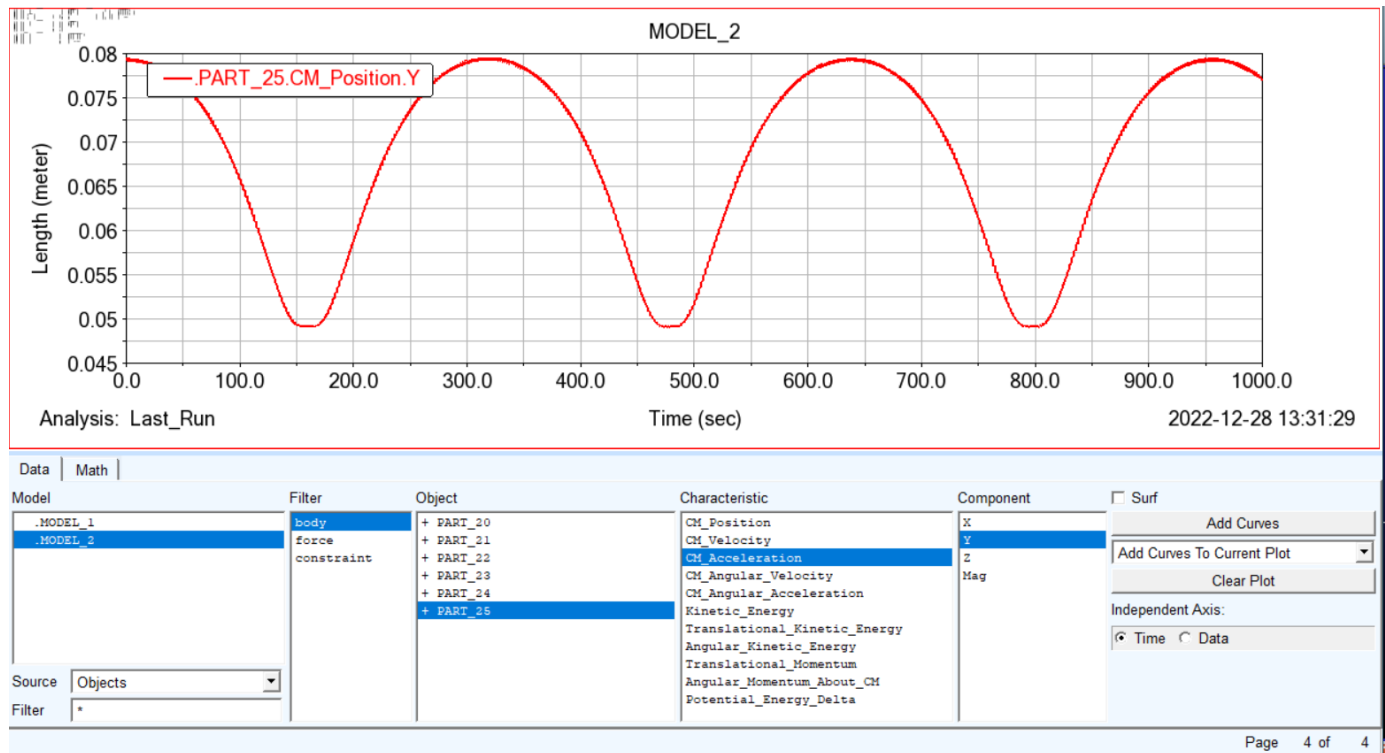 MODEL_2
.PART_25.CM_Position.Y
Length (meter)
0.08
0.075
0.07
0.065
0.06
0.055
0.05
0.045
0.0 100.0 200.0 300.0 400.0 500.0 600.0 700.0 800.0 900.0 1000.0
Analysis: Last_Run Time (sec) 2022-12-28 13:31:29
Data Math
Model Filter Object Characteristic Component Surf
.MODEL_1 body + PART_20 CM_Position X Add Curves
.MODEL_2 force + PART_21 CM_Velocity Y Add Curves To Current Plot
constraint + PART_22 CM_Acceleration Z Clear Plot
+ PART_23 CM_Angular_Velocity Mag
+ PART_24 CM_Angular_Acceleration Independent Axis:
+ PART_25 Kinetic_Energy
Translational_Kinetic_Energy Time Data
Angular_Kinetic_Energy
Translational_Momentum
Source Objects Angular_Momentum_About_CM
Potential_Energy_Delta
Filter *
Page 4 of 4